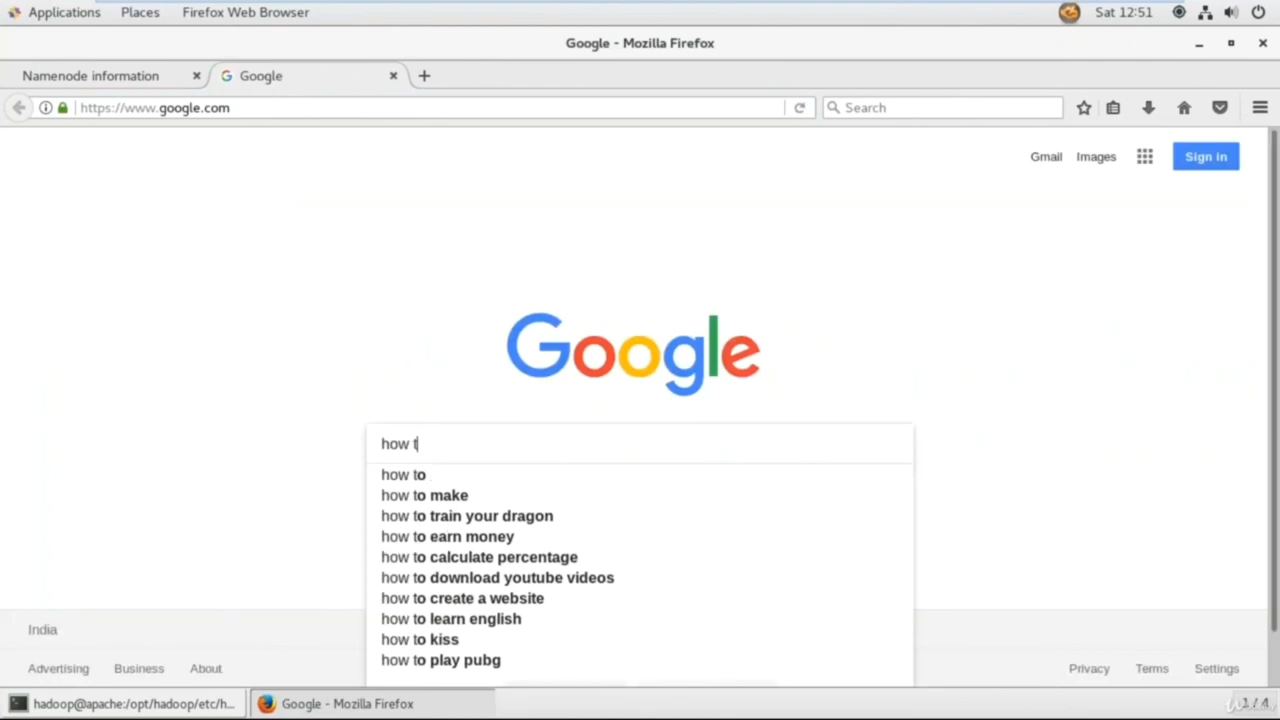 Applications Places Firefox Web Browser Sat 12:51
Google - Mozilla Firefox
Namenode information Google
https://www.google.com Search
Gmail Images Sign in
Google
how t
how to
how to make
how to train your dragon
how to earn money
how to calculate percentage
how to download youtube videos
how to create a website
how to learn english
how to kiss
how to play pubg
India
Advertising Business About Privacy Terms Settings
hadoop@apache:/opt/hadoop/etc/h... Google - Mozilla Firefox 1 / 4